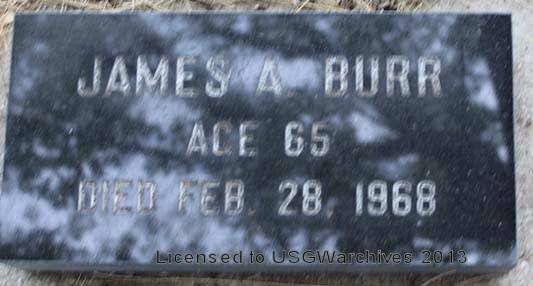 JAMES A. BURR
AGE 65
DIED FEB. 28, 1968
Licensed to USGWarchives 2013